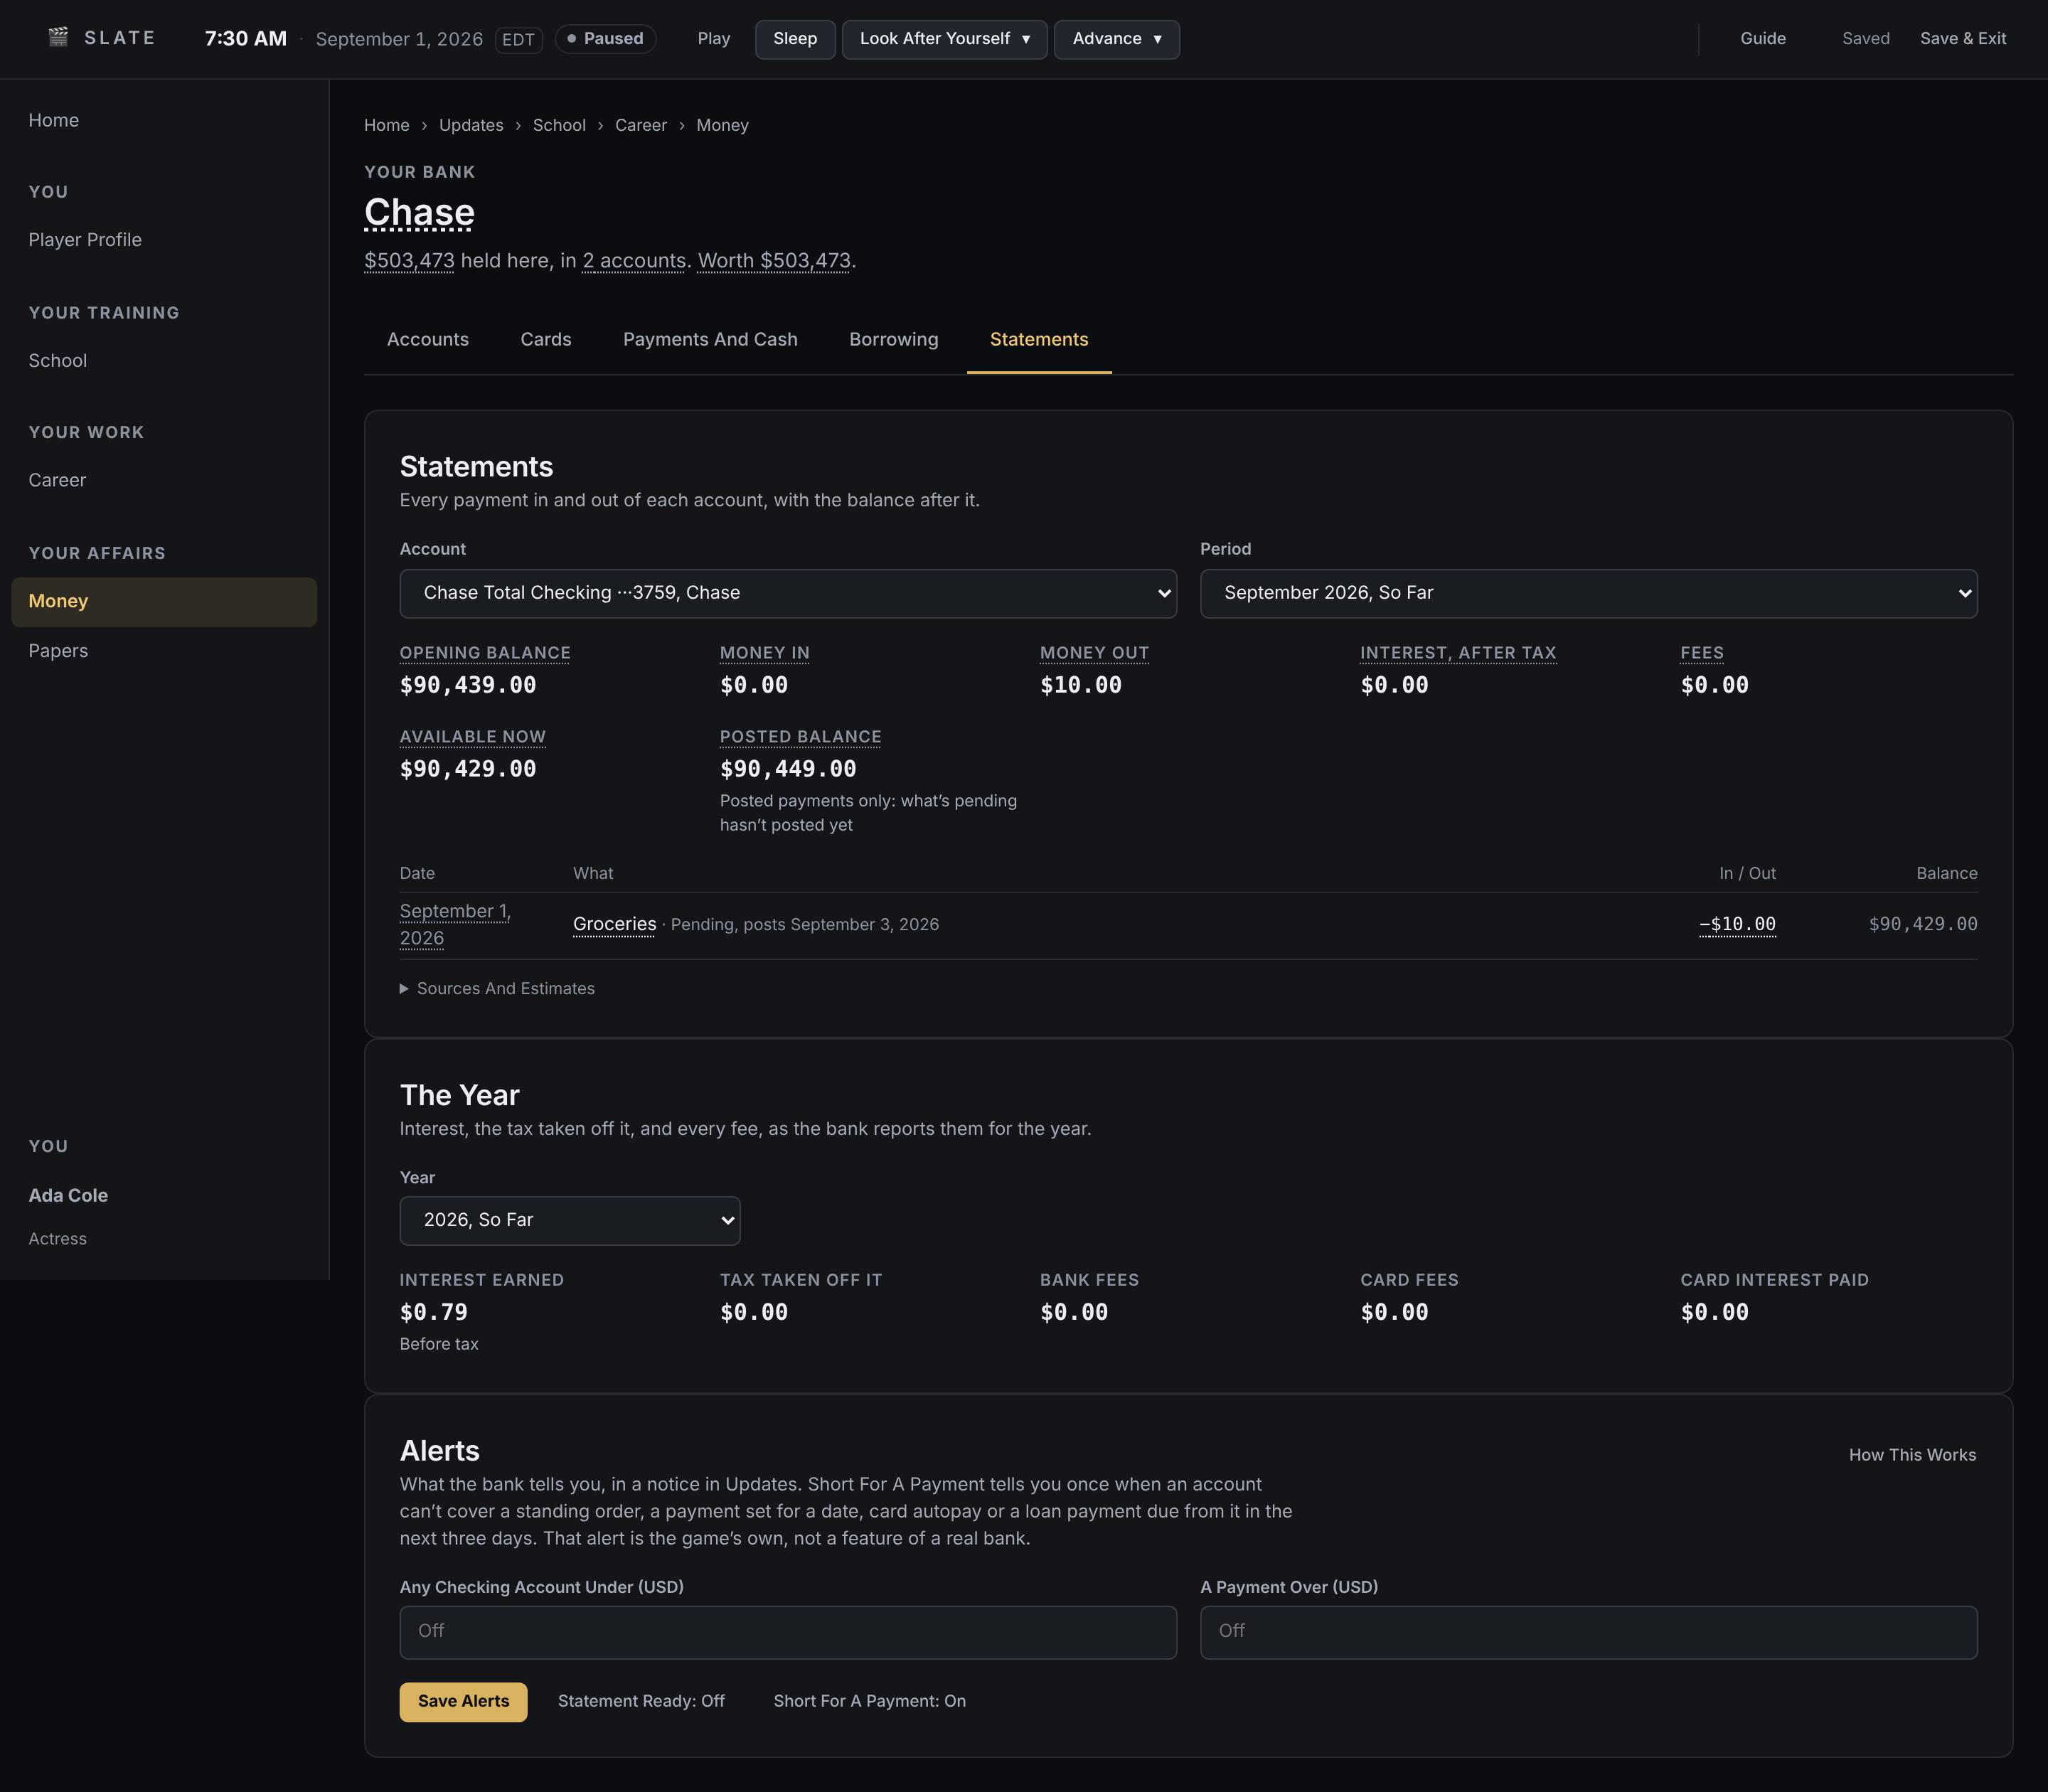 🎬 SLATE 7:30 AM · September 1, 2026 EDT ● Paused Play Sleep Look After Yourself ▾ Advance ▾ Guide Saved Save & Exit
Home
YOU
Player Profile
YOUR TRAINING
School
YOUR WORK
Career
YOUR AFFAIRS
Money
Papers
YOU
Ada Cole
Actress
Home › Updates › School › Career › Money
YOUR BANK
Chase
$503,473 held here, in 2 accounts. Worth $503,473.
Accounts Cards Payments And Cash Borrowing Statements
Statements
Every payment in and out of each account, with the balance after it.
Account Period
Chase Total Checking ···3759, Chase September 2026, So Far
OPENING BALANCE MONEY IN MONEY OUT INTEREST, AFTER TAX FEES
$90,439.00 $0.00 $10.00 $0.00 $0.00
AVAILABLE NOW POSTED BALANCE
$90,429.00 $90,449.00
Posted payments only: what’s pending
hasn’t posted yet
Date What In / Out Balance
September 1,
2026
Groceries · Pending, posts September 3, 2026 −$10.00 $90,429.00
▶ Sources And Estimates
The Year
Interest, the tax taken off it, and every fee, as the bank reports them for the year.
Year
2026, So Far
INTEREST EARNED TAX TAKEN OFF IT BANK FEES CARD FEES CARD INTEREST PAID
$0.79 $0.00 $0.00 $0.00 $0.00
Before tax
Alerts How This Works
What the bank tells you, in a notice in Updates. Short For A Payment tells you once when an account
can’t cover a standing order, a payment set for a date, card autopay or a loan payment due from it in the
next three days. That alert is the game’s own, not a feature of a real bank.
Any Checking Account Under (USD) A Payment Over (USD)
Off Off
Save Alerts Statement Ready: Off Short For A Payment: On